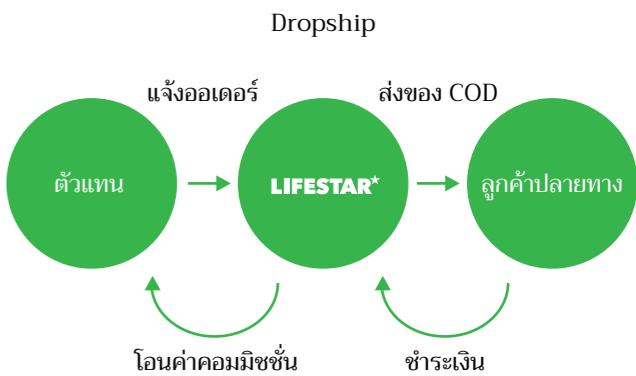 Dropship
แจ้งออเดอร์
ส่งของ COD
ตัวแทน
LIFESTAR
ลูกค้าปลายทาง
โอนค่าคอมมิชชั่น
ชำระเงิน